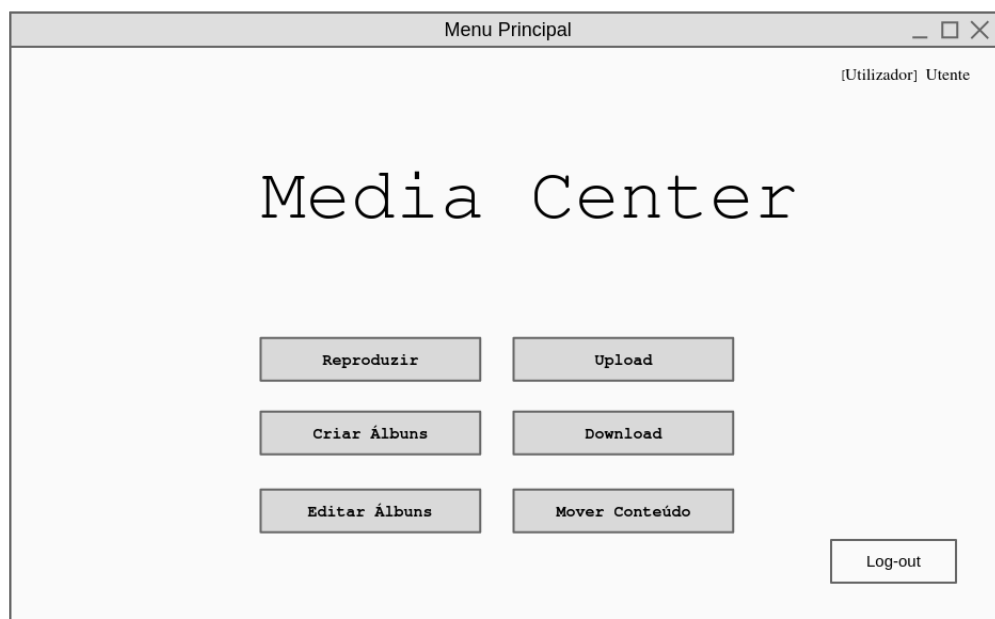 Menu Principal
[Utilizador] Utente
Media Center
Reproduzir
Upload
Criar Álbuns
Download
Editar Álbuns
Mover Conteúdo
Log-out